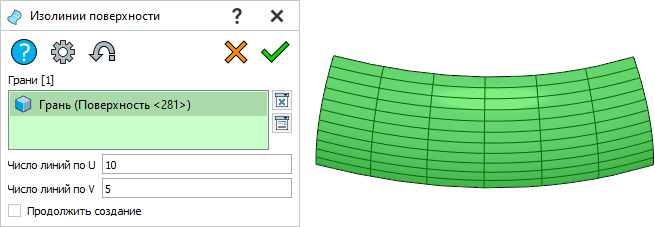 Изолинии поверхности ?
?
Грани [1]
Грань (Поверхность <281>)
Число линий по U 10
Число линий по V 5
Продолжить создание